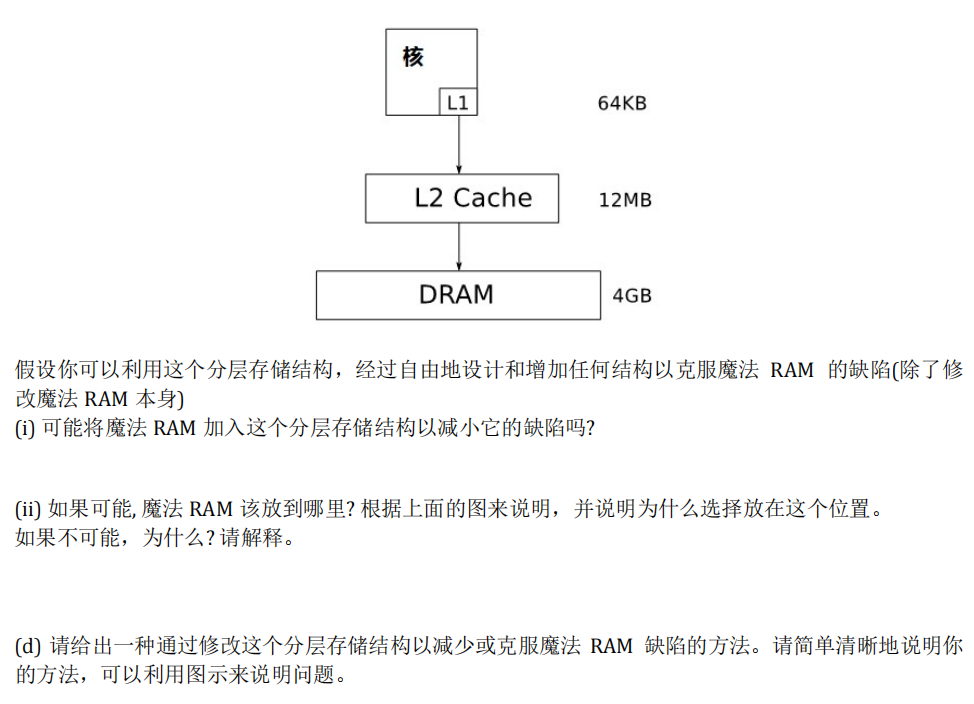 核
L1
64KB
L2 Cache
12MB
DRAM
4GB
假设你可以利用这个分层存储结构，经过自由地设计和增加任何结构以克服魔法 RAM 的缺陷(除了修
改魔法 RAM 本身)
(i) 可能将魔法 RAM 加入这个分层存储结构以减小它的缺陷吗?
(ii) 如果可能, 魔法 RAM 该放到哪里? 根据上面的图来说明，并说明为什么选择放在这个位置。
如果不可能，为什么? 请解释。
(d) 请给出一种通过修改这个分层存储结构以减少或克服魔法 RAM 缺陷的方法。请简单清晰地说明你
的方法，可以利用图示来说明问题。